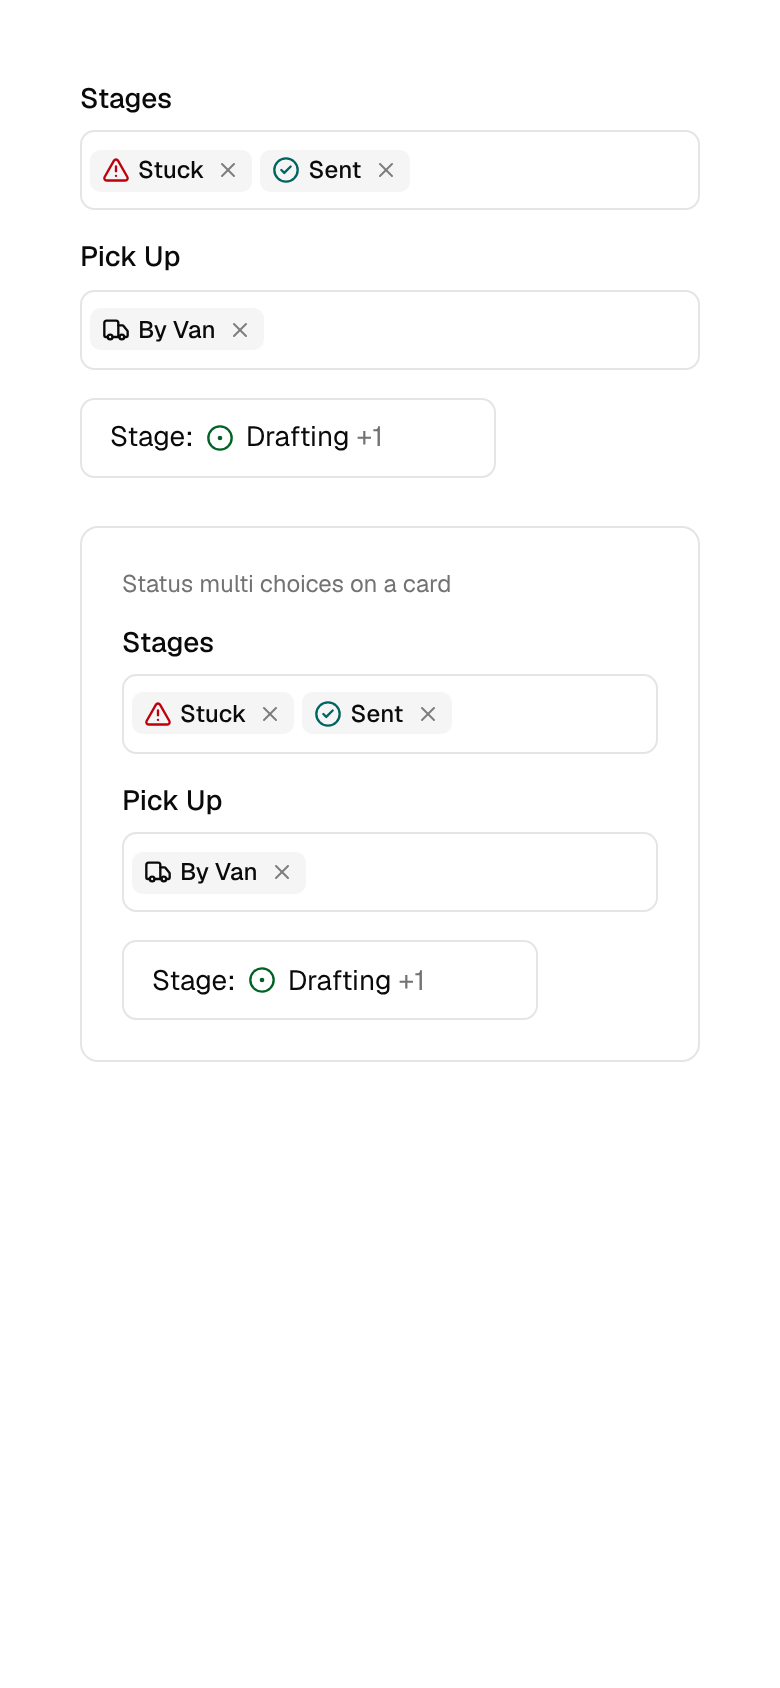 Stages
Stuck Sent
Pick Up
By Van
Stage: Drafting +1
Status multi choices on a card
Stages
Stuck Sent
Pick Up
By Van
Stage: Drafting +1